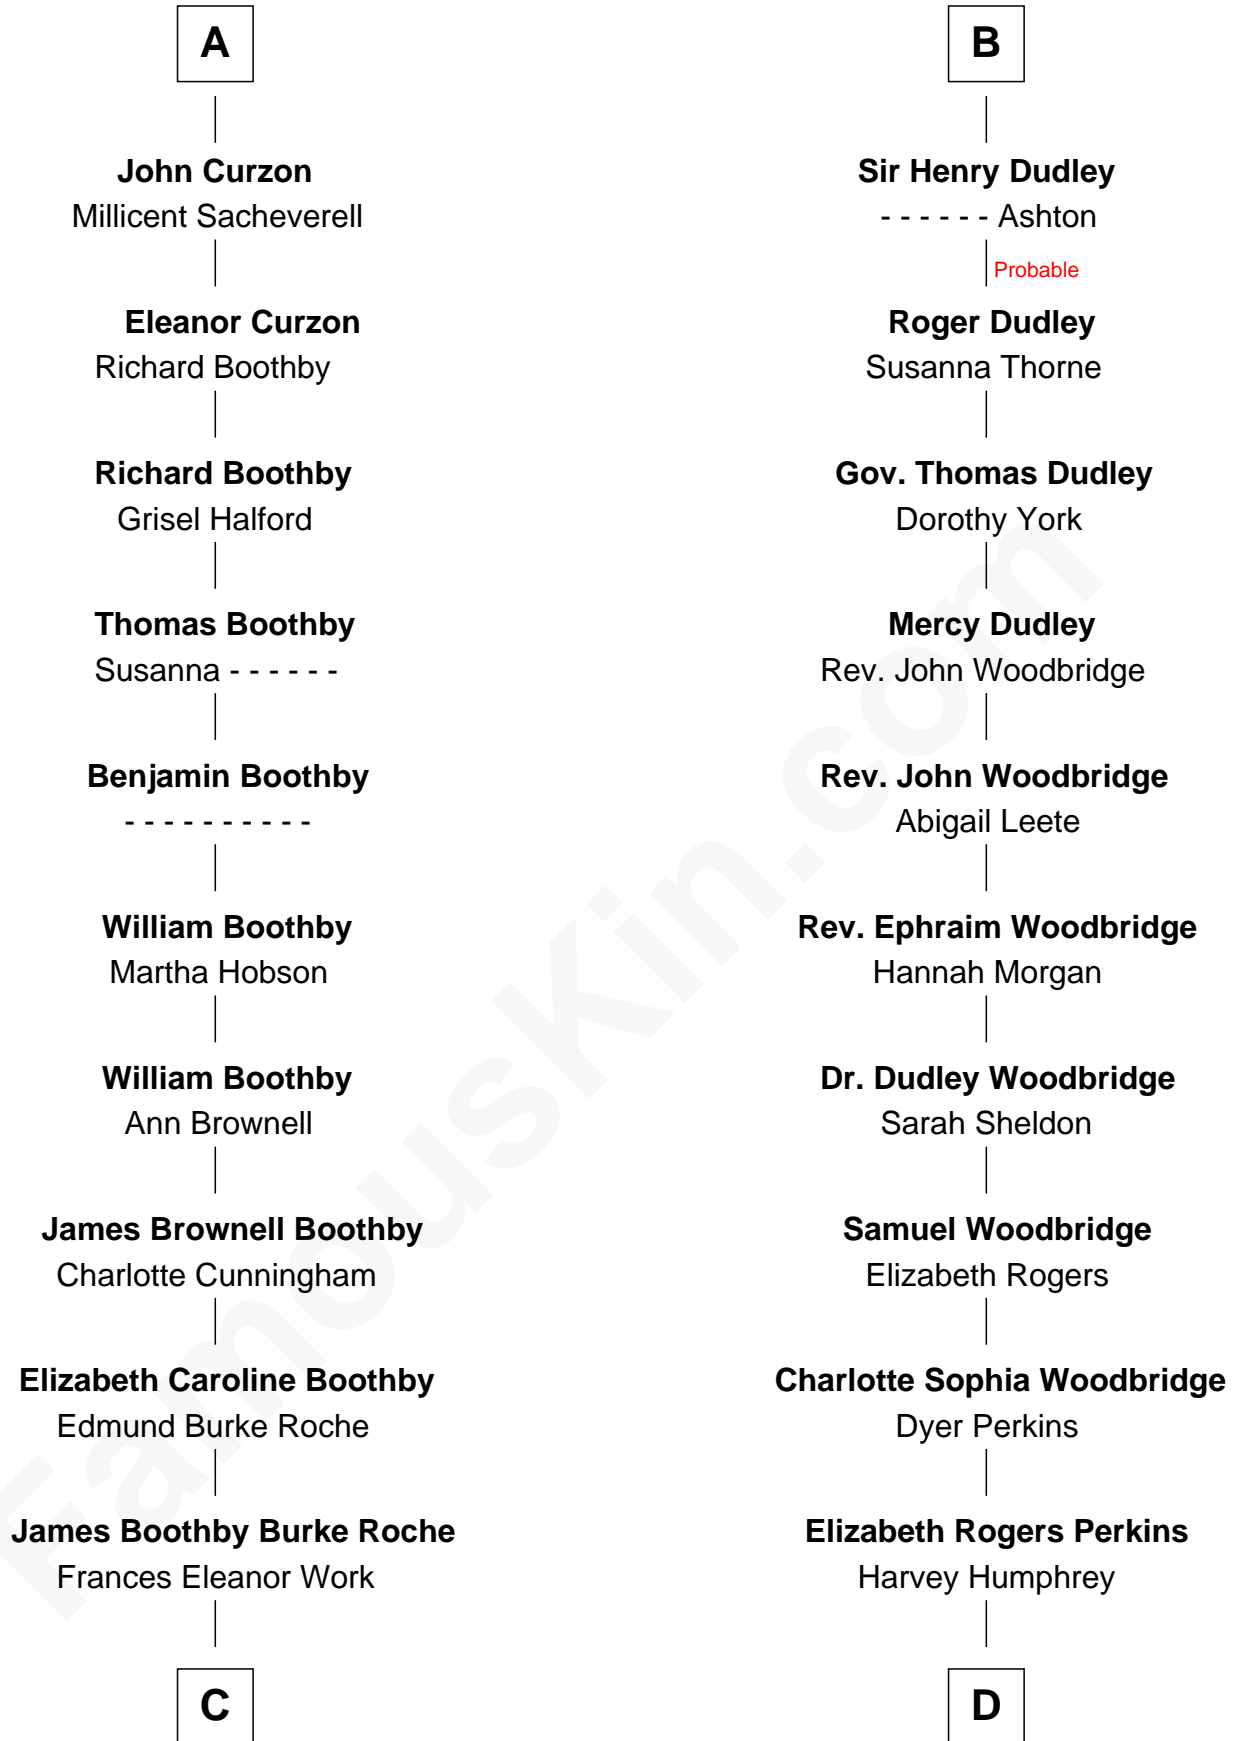 A
John Curzon
Millicent Sacheverell
Eleanor Curzon
Richard Boothby
Richard Boothby
Grisel Halford
Thomas Boothby
Susanna - - - - - -
Benjamin Boothby
- - - - - - - - - -
William Boothby
Martha Hobson
William Boothby
Ann Brownell
James Brownell Boothby
Charlotte Cunningham
Elizabeth Caroline Boothby
Edmund Burke Roche
James Boothby Burke Roche
Frances Eleanor Work
C
B
Sir Henry Dudley
- - - - - - Ashton
Probable
Roger Dudley
Susanna Thorne
Gov. Thomas Dudley
Dorothy York
Mercy Dudley
Rev. John Woodbridge
Rev. John Woodbridge
Abigail Leete
Rev. Ephraim Woodbridge
Hannah Morgan
Dr. Dudley Woodbridge
Sarah Sheldon
Samuel Woodbridge
Elizabeth Rogers
Charlotte Sophia Woodbridge
Dyer Perkins
Elizabeth Rogers Perkins
Harvey Humphrey
D
FamousKin.com